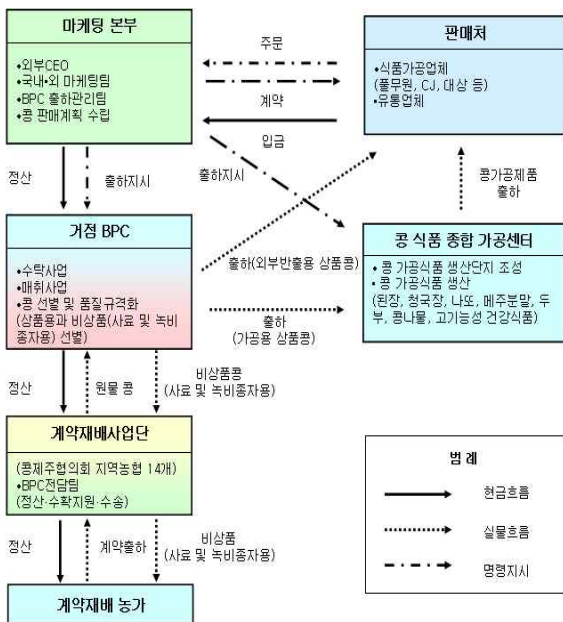 마케팅 본부
•외부CEO
•국내·외 마케팅팀
•BPC 출하관리팀
•콩 판매계획 수립
주문
계약
입금
판매처
•식품가공업체
(풀무원, CJ, 대상 등)
•유통업체
정산
출하지시
출하지시
콩가공제품
출하
거점 BPC
•수탁사업
•매취사업
•콩 선별 및 품질규격화
(상품용과 비상품(사료 및 녹비
종자용) 선별)
출하(외부반출용 상품콩)
출하
(가공용 상품콩)
콩 식품 종합 가공센터
• 콩 가공식품 생산단지 조성
• 콩 가공식품 생산
(된장, 청국장, 나또, 메주분말, 두
부, 콩나물, 고기능성 건강식품)
정산
원물 콩
비상품콩
(사료 및 녹비종자용)
계약재배사업단
(콩제주협의회 지역농협 14개)
•BPC전담팀
(정산·수확지원·수송)
정산
계약출하
비상품
(사료 및 녹비종자용)
계약재배 농가
범 례
현금흐름
실물흐름
명령지시